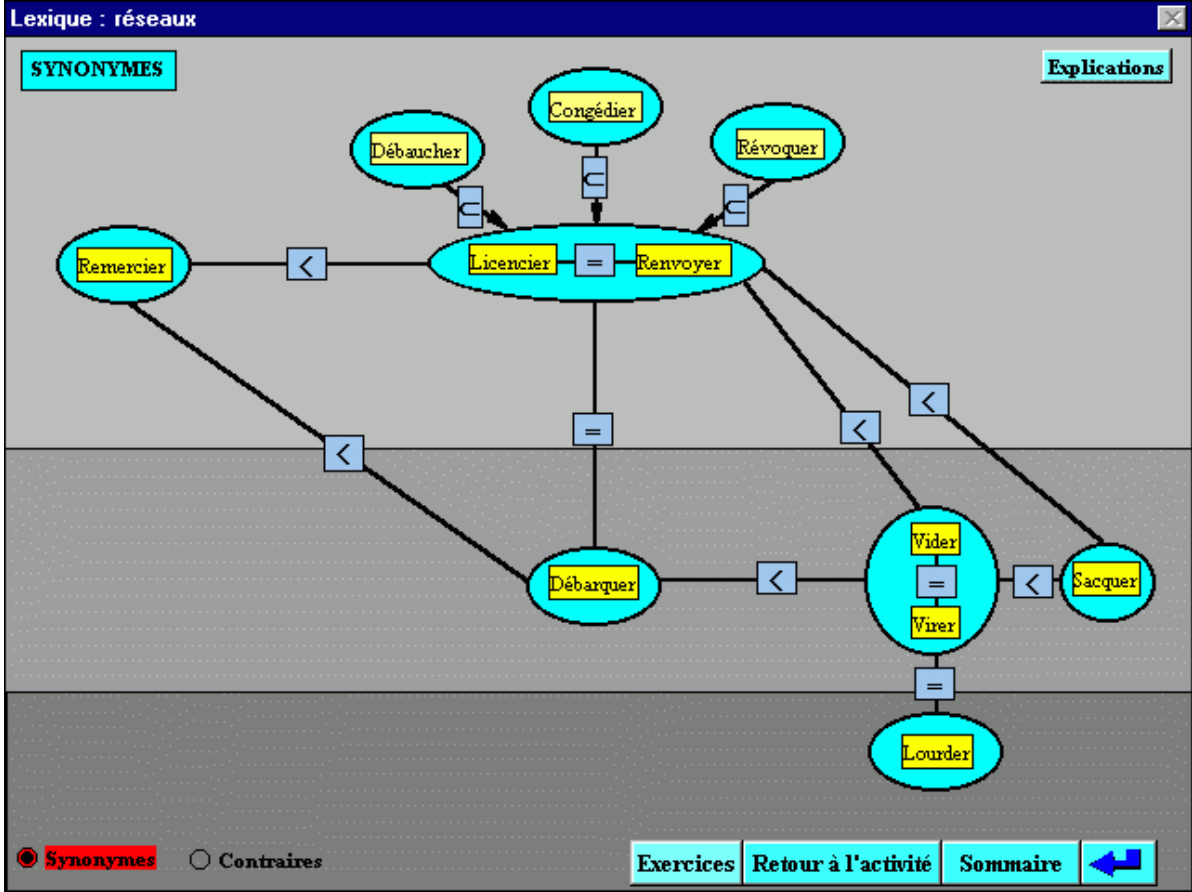 Lexique : réseaux
SYNONYMES
Explications
Congédier
Débaucher
Révoquer
⊂
⊂
⊂
Remercier
<
Licencier = Renvoyer
<
=
<
<
Vider
Débarquer
<
=
<
Sacquer
Virer
=
Lourder
Synonymes
Contraires
Exercices
Retour à l'activité
Sommaire